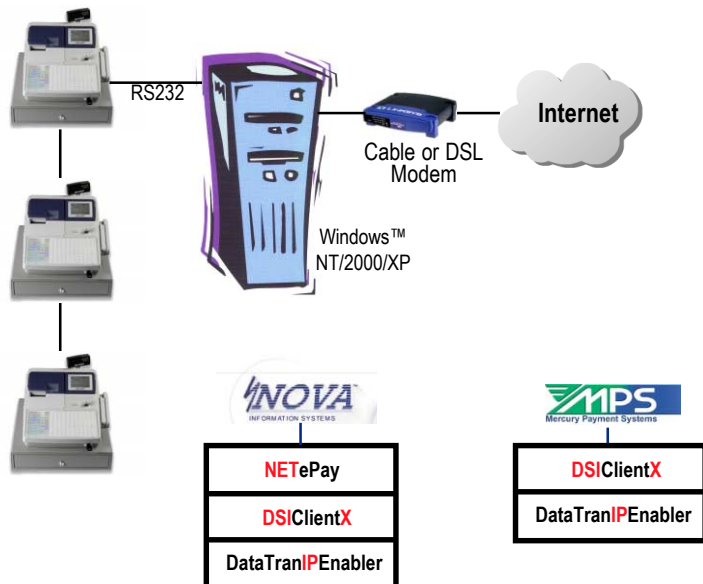 RS232
Internet
Cable or DSL
Modem
Windows™
NT/2000/XP
NOVA
INFORMATION SYSTEMS
MPS
Mercury Payment Systems
NETePay
DSIClientX
DataTranIPEnabler
DSIClientX
DataTranIPEnabler